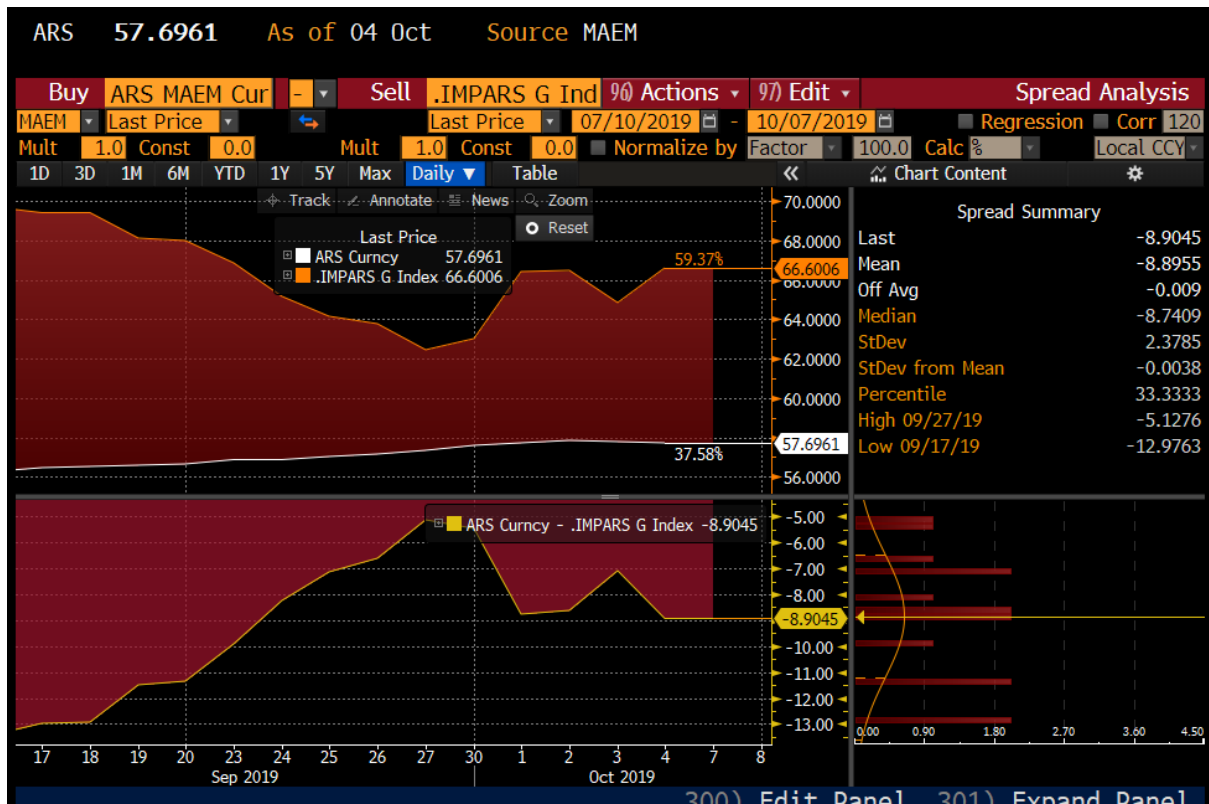 ARS 57.6961 As of 04 Oct Source MAEM
Buy ARS MAEM Cur - Sell .IMPARS G Ind 96) Actions 97) Edit Spread Analysis
MAEM Last Price Last Price 07/10/2019 - 10/07/2019 Regression Corr 120
Mult 1.0 Const 0.0 Mult 1.0 Const 0.0 Normalize by Factor 100.0 Calc % Local CCY
1D 3D 1M 6M YTD 1Y 5Y Max Daily ▼ Table « Chart Content
Track Annotate News Zoom
Reset
Last Price
ARS Curncy 57.6961
.IMPARS G Index 66.6006
59.37%
37.58%
70.0000
68.0000
66.6006
66.0000
64.0000
62.0000
60.0000
57.6961
56.0000
Spread Summary
Last -8.9045
Mean -8.8955
Off Avg -0.009
Median -8.7409
StDev 2.3785
StDev from Mean -0.0038
Percentile 33.3333
High 09/27/19 -5.1276
Low 09/17/19 -12.9763
ARS Curncy - .IMPARS G Index -8.9045
-5.00
-6.00
-7.00
-8.00
-8.9045
-10.00
-11.00
-12.00
-13.00
0.00 0.90 1.80 2.70 3.60 4.50
17 18 19 20 23 24 25 26 27 30 1 2 3 4 7 8
Sep 2019 Oct 2019
300) Edit Panel 301) Expand Panel